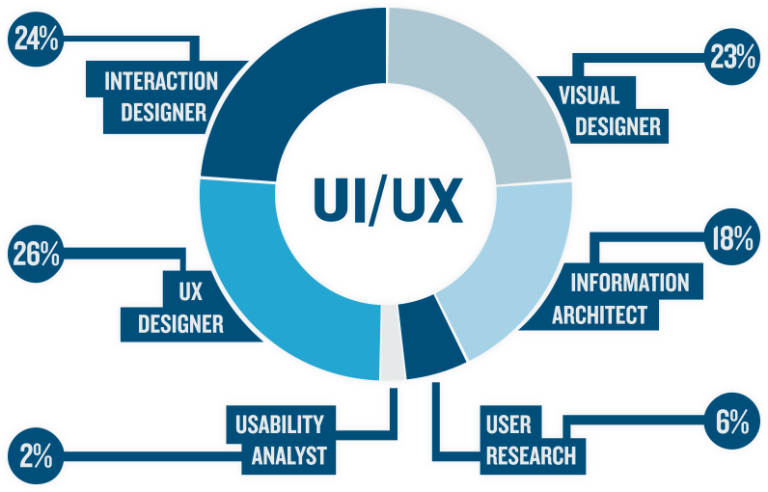 24%
INTERACTION
DESIGNER
23%
VISUAL
DESIGNER
UI/UX
26%
UX
DESIGNER
18%
INFORMATION
ARCHITECT
2%
USABILITY
ANALYST
6%
USER
RESEARCH